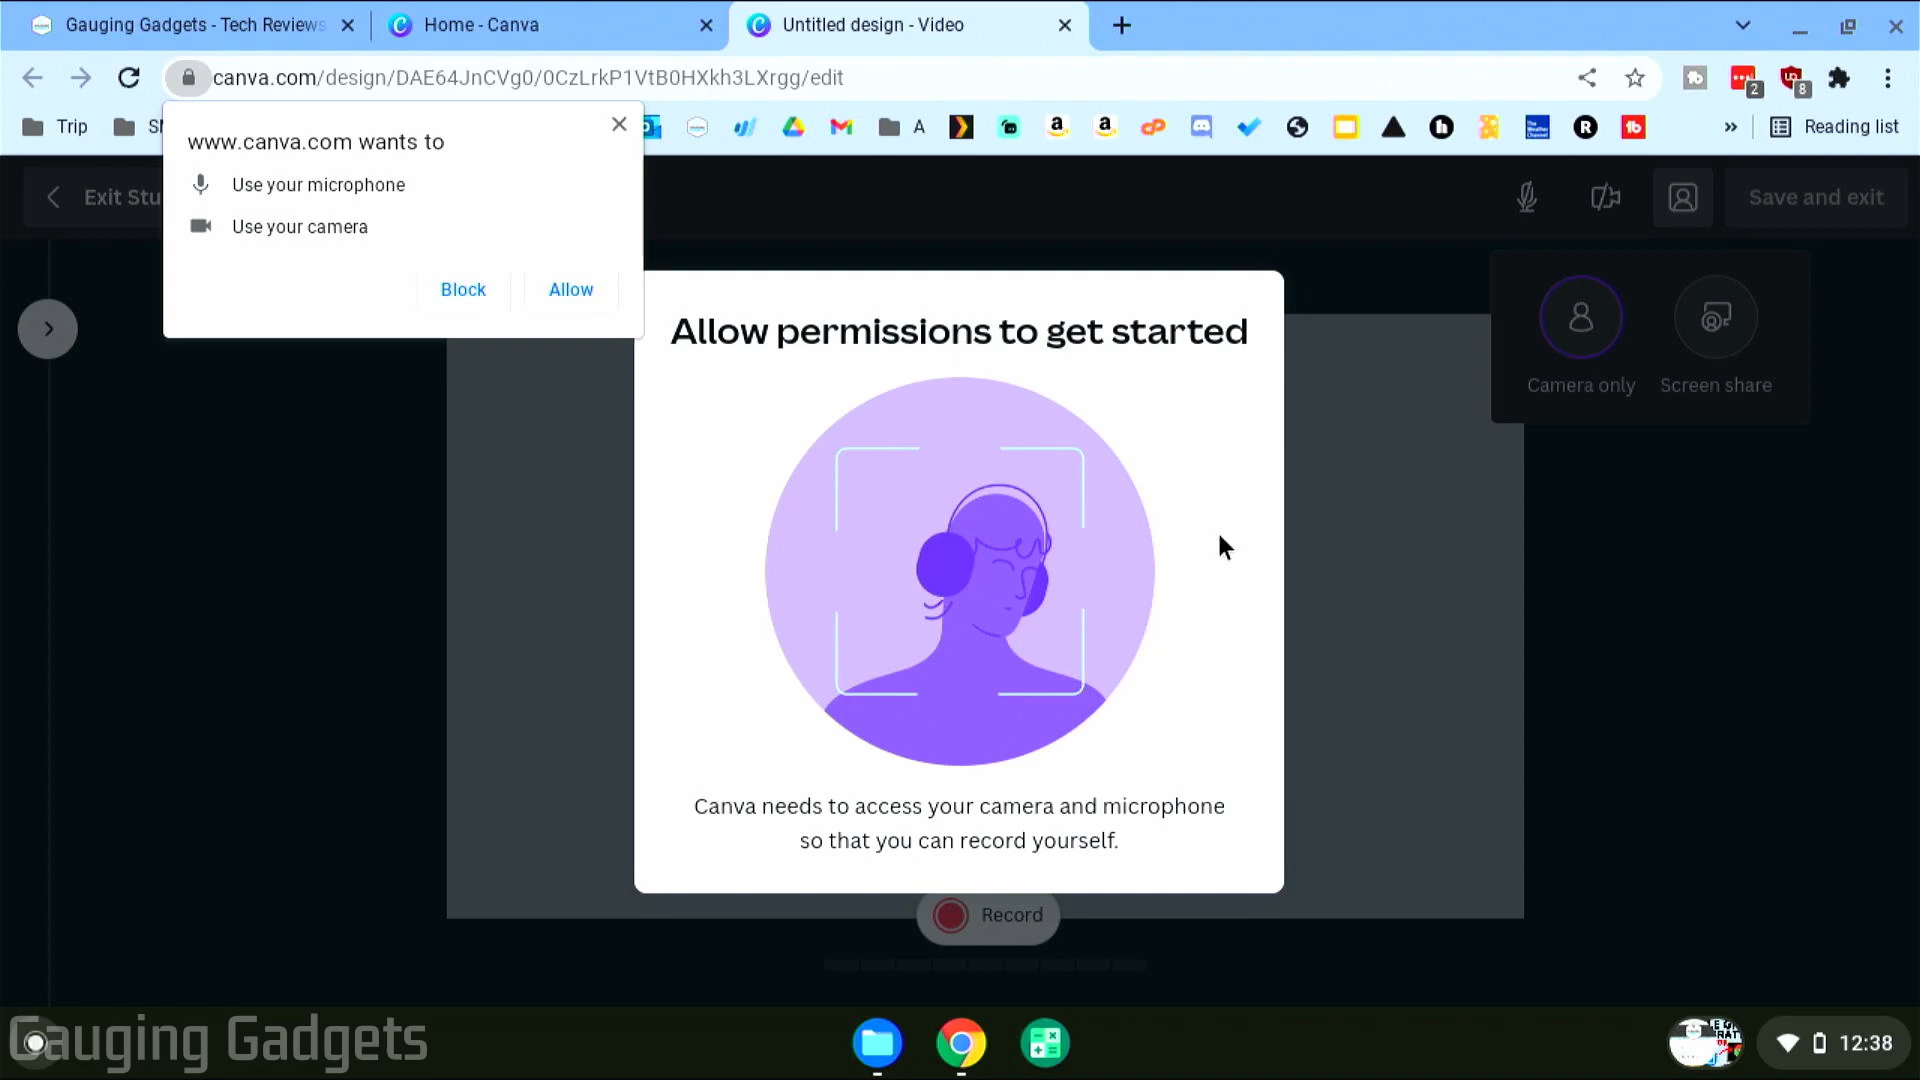 Gauging Gadgets - Tech Reviews
Home - Canva
Untitled design - Video
canva.com/design/DAE64JnCVg0/0CzLrkP1VtB0HXkh3LXrgg/edit
2
8
Trip
A
Reading list
www.canva.com wants to
Use your microphone
Use your camera
Block
Allow
Exit Stu
Save and exit
Camera only
Screen share
Allow permissions to get started
Canva needs to access your camera and microphone
so that you can record yourself.
Record
Gauging Gadgets
12:38